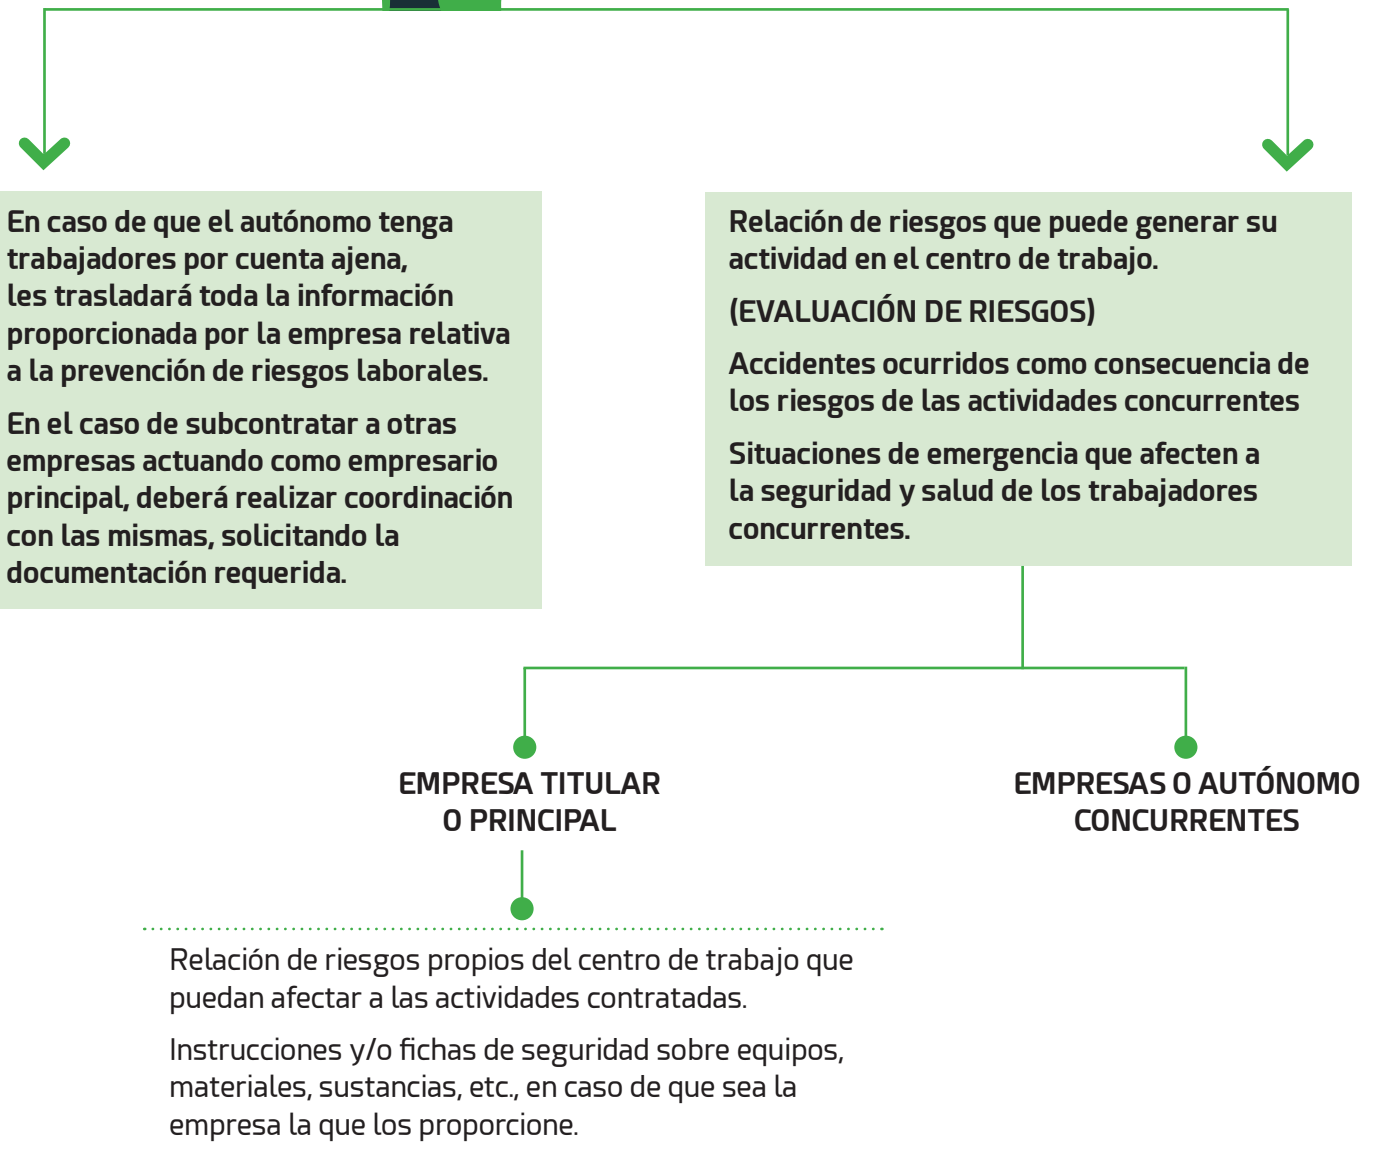 En caso de que el autónomo tenga
trabajadores por cuenta ajena,
les trasladará toda la información
proporcionada por la empresa relativa
a la prevención de riesgos laborales.
En el caso de subcontratar a otras
empresas actuando como empresario
principal, deberá realizar coordinación
con las mismas, solicitando la
documentación requerida.
Relación de riesgos que puede generar su
actividad en el centro de trabajo.
(EVALUACIÓN DE RIESGOS)
Accidentes ocurridos como consecuencia de
los riesgos de las actividades concurrentes
Situaciones de emergencia que afecten a
la seguridad y salud de los trabajadores
concurrentes.
EMPRESA TITULAR
O PRINCIPAL
EMPRESAS O AUTÓNOMO
CONCURRENTES
Relación de riesgos propios del centro de trabajo que
puedan afectar a las actividades contratadas.
Instrucciones y/o fichas de seguridad sobre equipos,
materiales, sustancias, etc., en caso de que sea la
empresa la que los proporcione.